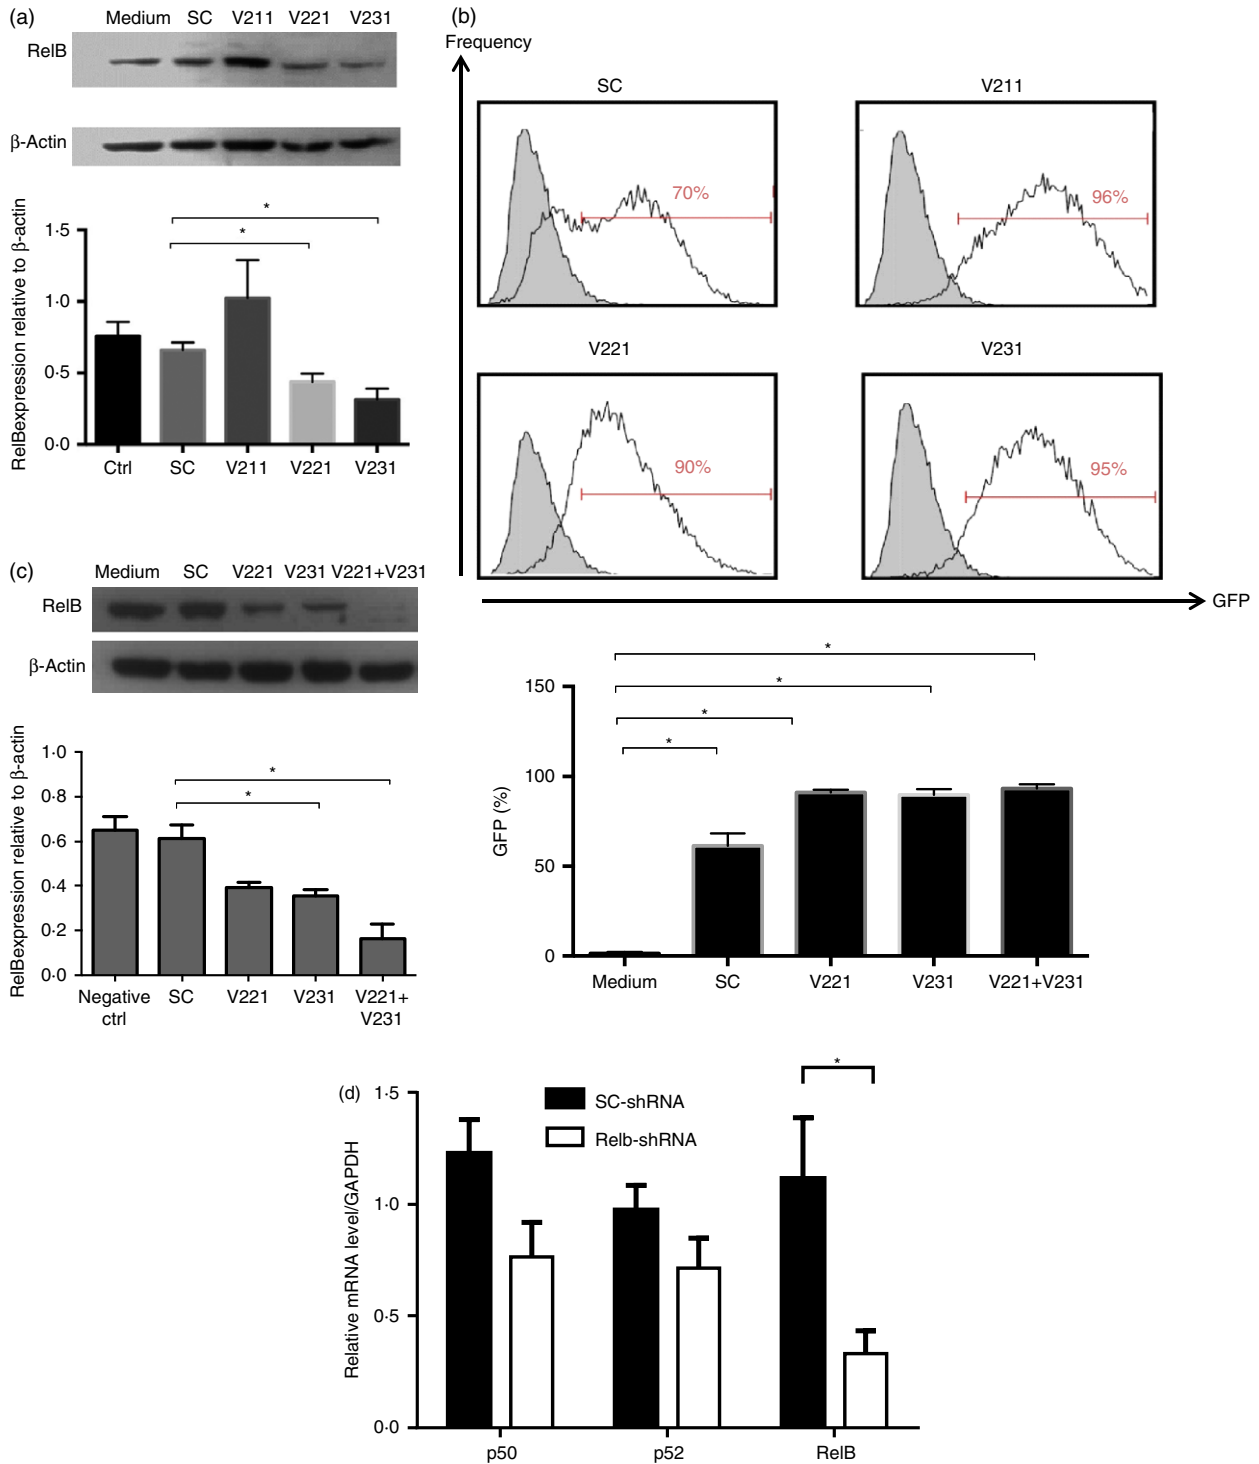 (a)
Medium SC V211 V221 V231
RelB
β-Actin
RelBexpression relative to β-actin
1·5
1·0
0·5
0·0
*
*
Ctrl SC V211 V221 V231
(b)
Frequency
SC
70%
V211
96%
V221
90%
V231
95%
GFP
GFP (%)
150
100
50
0
*
*
*
*
Medium SC V221 V231 V221+V231
(c)
Medium SC V221 V231 V221+V231
RelB
β-Actin
RelBexpression relative to β-actin
1·0
0·8
0·6
0·4
0·2
0·0
*
*
Negative SC V221 V231 V221+
ctrl V231
(d)
Relative mRNA level/GAPDH
1·5
1·0
0·5
0·0
SC-shRNA
Relb-shRNA
*
p50 p52 RelB